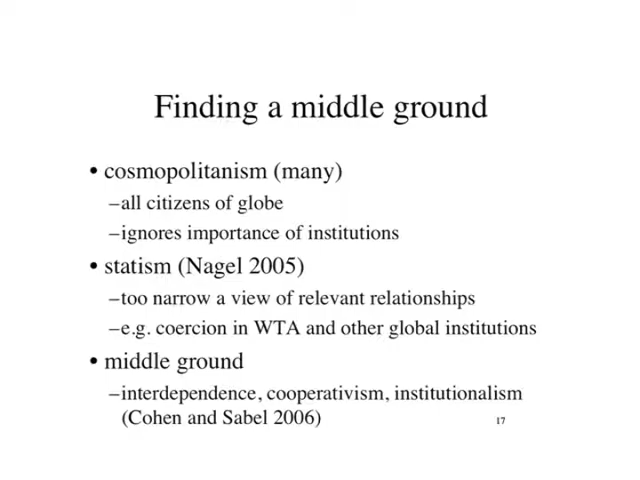 Finding a middle ground
• cosmopolitanism (many)
–all citizens of globe
–ignores importance of institutions
• statism (Nagel 2005)
–too narrow a view of relevant relationships
–e.g. coercion in WTA and other global institutions
• middle ground
–interdependence, cooperativism, institutionalism
(Cohen and Sabel 2006)
17